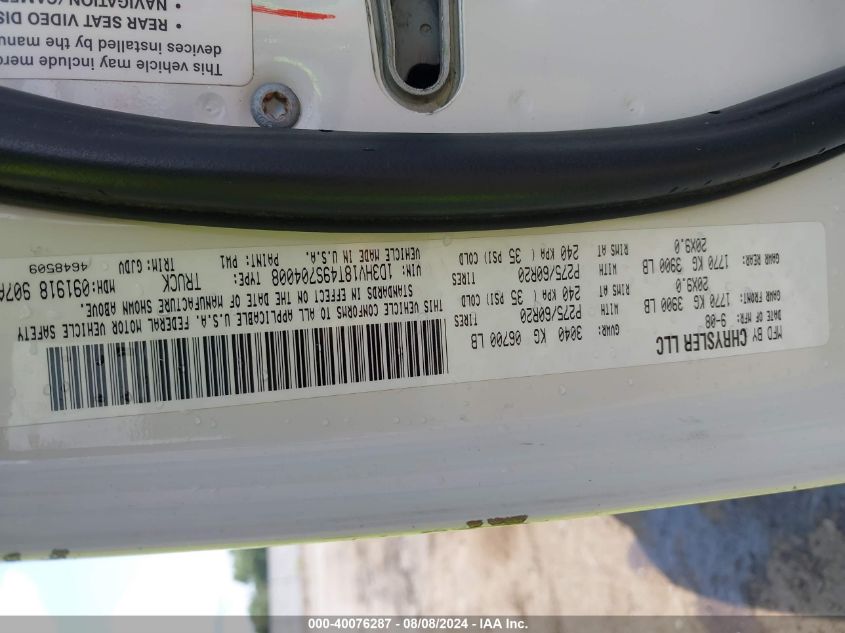 MFD BY CHRYSLER LLC
DATE OF MFR: 9-08 GVWR: 3040 KG 06700 LB
GAWR FRONT: 1770 KG 3900 LB WITH TIRES P275/60R20
RIMS AT 20X9.0 240 KPA ( 35 PSI) COLD
GAWR REAR: 1770 KG 3900 LB WITH TIRES P275/60R20
RIMS AT 20X9.0 240 KPA ( 35 PSI) COLD
THIS VEHICLE CONFORMS TO ALL APPLICABLE U.S.A. FEDERAL MOTOR VEHICLE SAFETY
STANDARDS IN EFFECT ON THE DATE OF MANUFACTURE SHOWN ABOVE.
VIN: 1D3HV18T49S704008 TYPE: TRUCK MDH:091918 907A
VEHICLE MADE IN U.S.A. PAINT: PW1 TRIM: GJDV 4648509
This vehicle may include merc
devices installed by the manu
• REAR SEAT VIDEO DIS
• NAVIGATION
000-40076287 - 08/08/2024 - IAA Inc.